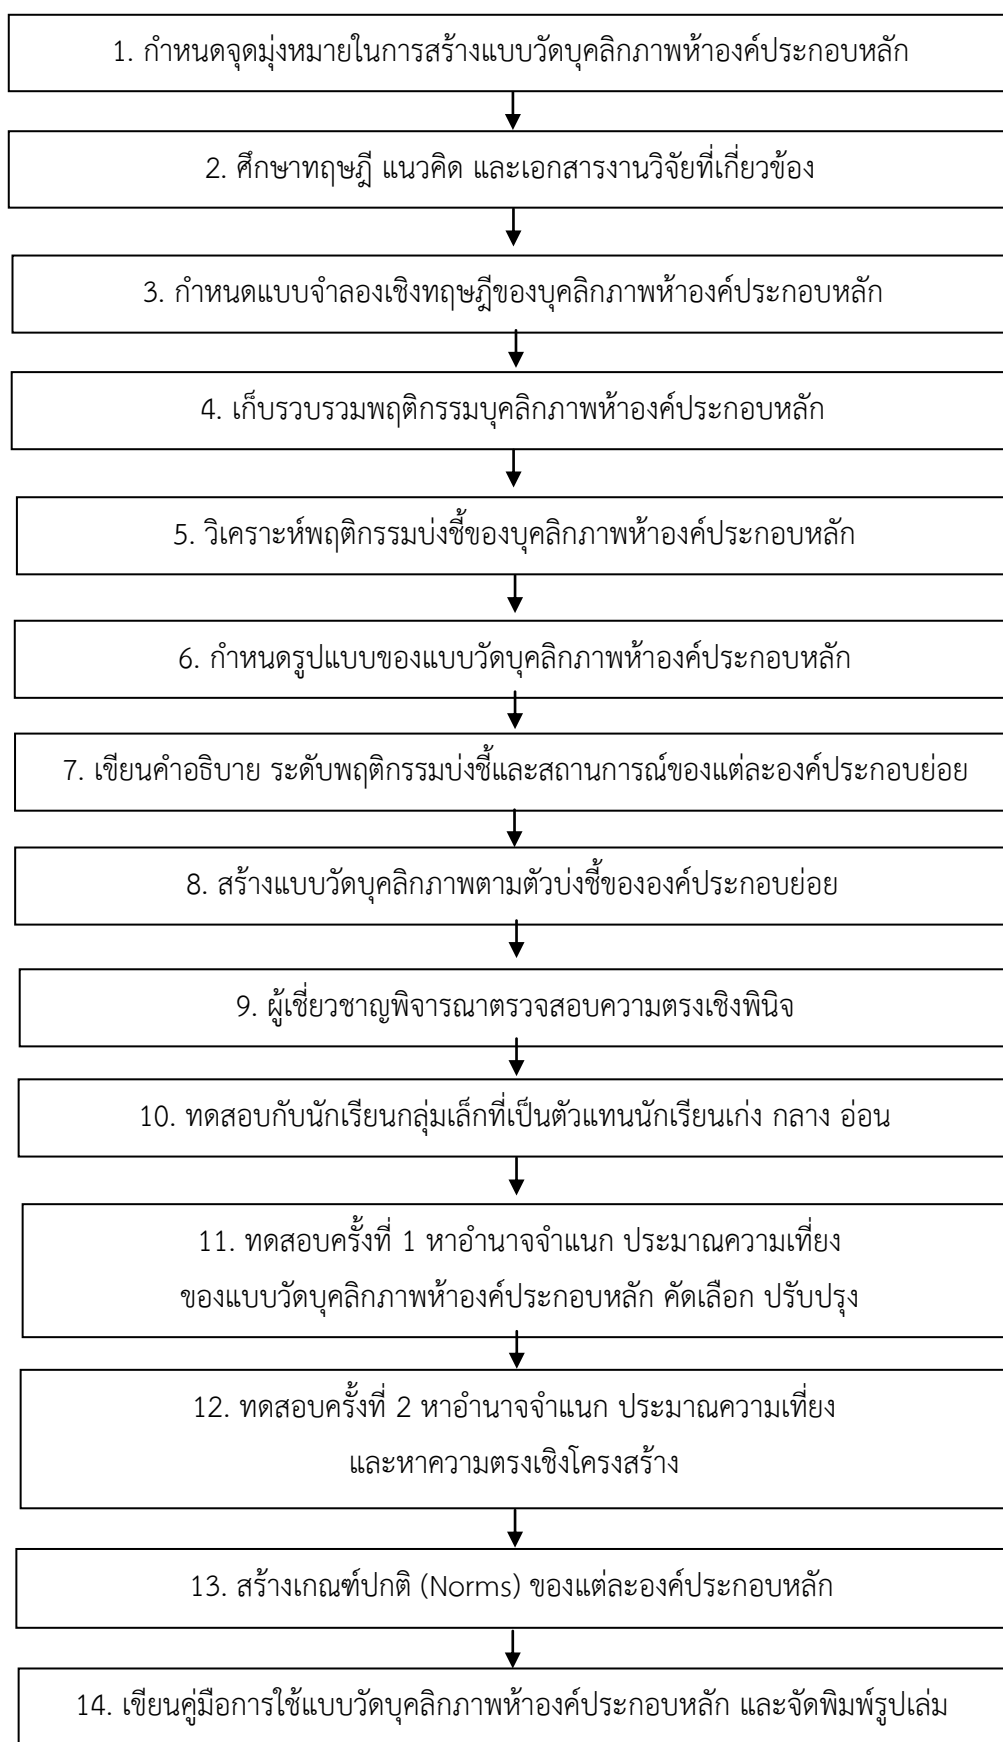 1. กำหนดจุดมุ่งหมายในการสร้างแบบวัดบุคลิกภาพห้าองค์ประกอบหลัก
2. ศึกษาทฤษฎี แนวคิด และเอกสารงานวิจัยที่เกี่ยวข้อง
3. กำหนดแบบจำลองเชิงทฤษฎีของบุคลิกภาพห้าองค์ประกอบหลัก
4. เก็บรวบรวมพฤติกรรมบุคลิกภาพห้าองค์ประกอบหลัก
5. วิเคราะห์พฤติกรรมบ่งชี้ของบุคลิกภาพห้าองค์ประกอบหลัก
6. กำหนดรูปแบบของแบบวัดบุคลิกภาพห้าองค์ประกอบหลัก
7. เขียนคำอธิบาย ระดับพฤติกรรมบ่งชี้และสถานการณ์ของแต่ละองค์ประกอบย่อย
8. สร้างแบบวัดบุคลิกภาพตามตัวบ่งชี้ขององค์ประกอบย่อย
9. ผู้เชี่ยวชาญพิจารณาตรวจสอบความตรงเชิงพินิจ
10. ทดสอบกับนักเรียนกลุ่มเล็กที่เป็นตัวแทนนักเรียนเก่ง กลาง อ่อน
11. ทดสอบครั้งที่ 1 หาอำนาจจำแนก ประมาณความเที่ยง
ของแบบวัดบุคลิกภาพห้าองค์ประกอบหลัก คัดเลือก ปรับปรุง
12. ทดสอบครั้งที่ 2 หาอำนาจจำแนก ประมาณความเที่ยง
และหาความตรงเชิงโครงสร้าง
13. สร้างเกณฑ์ปกติ (Norms) ของแต่ละองค์ประกอบหลัก
14. เขียนคู่มือการใช้แบบวัดบุคลิกภาพห้าองค์ประกอบหลัก และจัดพิมพ์รูปเล่ม